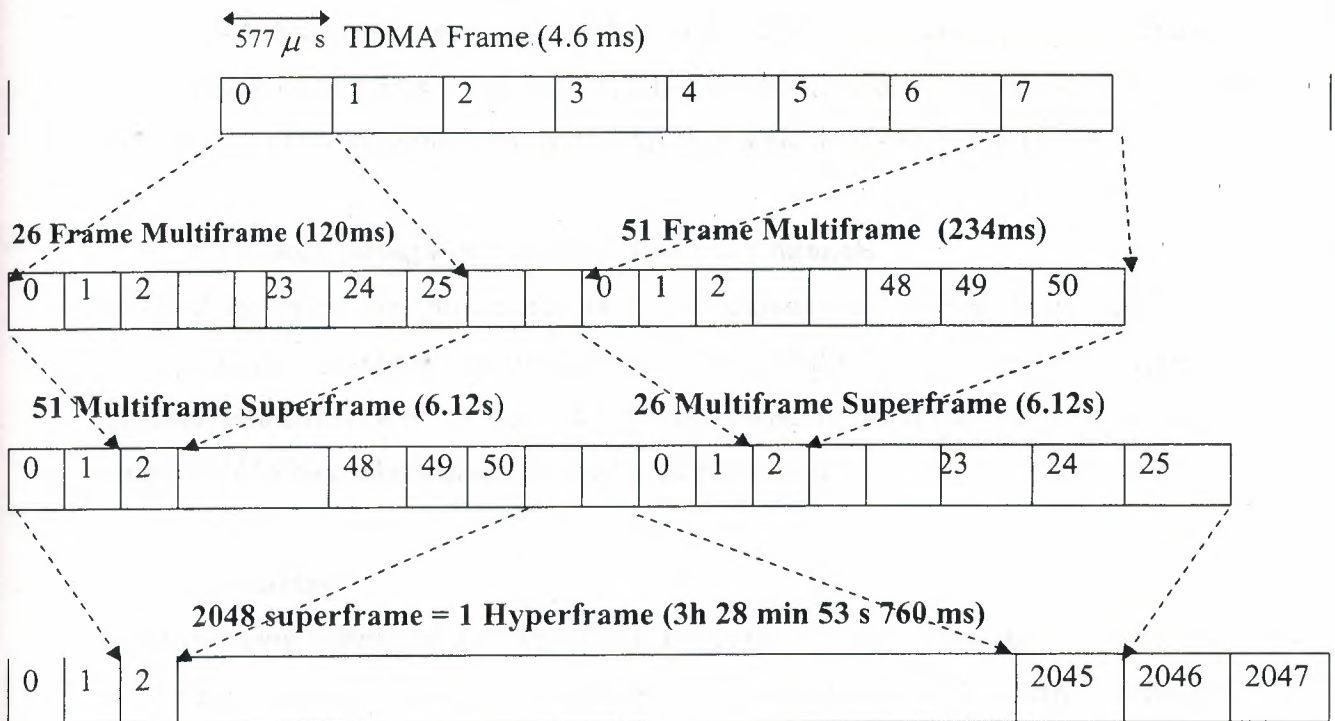 577 μ s TDMA Frame (4.6 ms)
0 1 2 3 4 5 6 7
26 Frame Multiframe (120ms) 51 Frame Multiframe (234ms)
0 1 2 23 24 25 0 1 2 48 49 50
51 Multiframe Superframe (6.12s) 26 Multiframe Superframe (6.12s)
0 1 2 48 49 50 0 1 2 23 24 25
2048 superframe = 1 Hyperframe (3h 28 min 53 s 760 ms)
0 1 2 2045 2046 2047